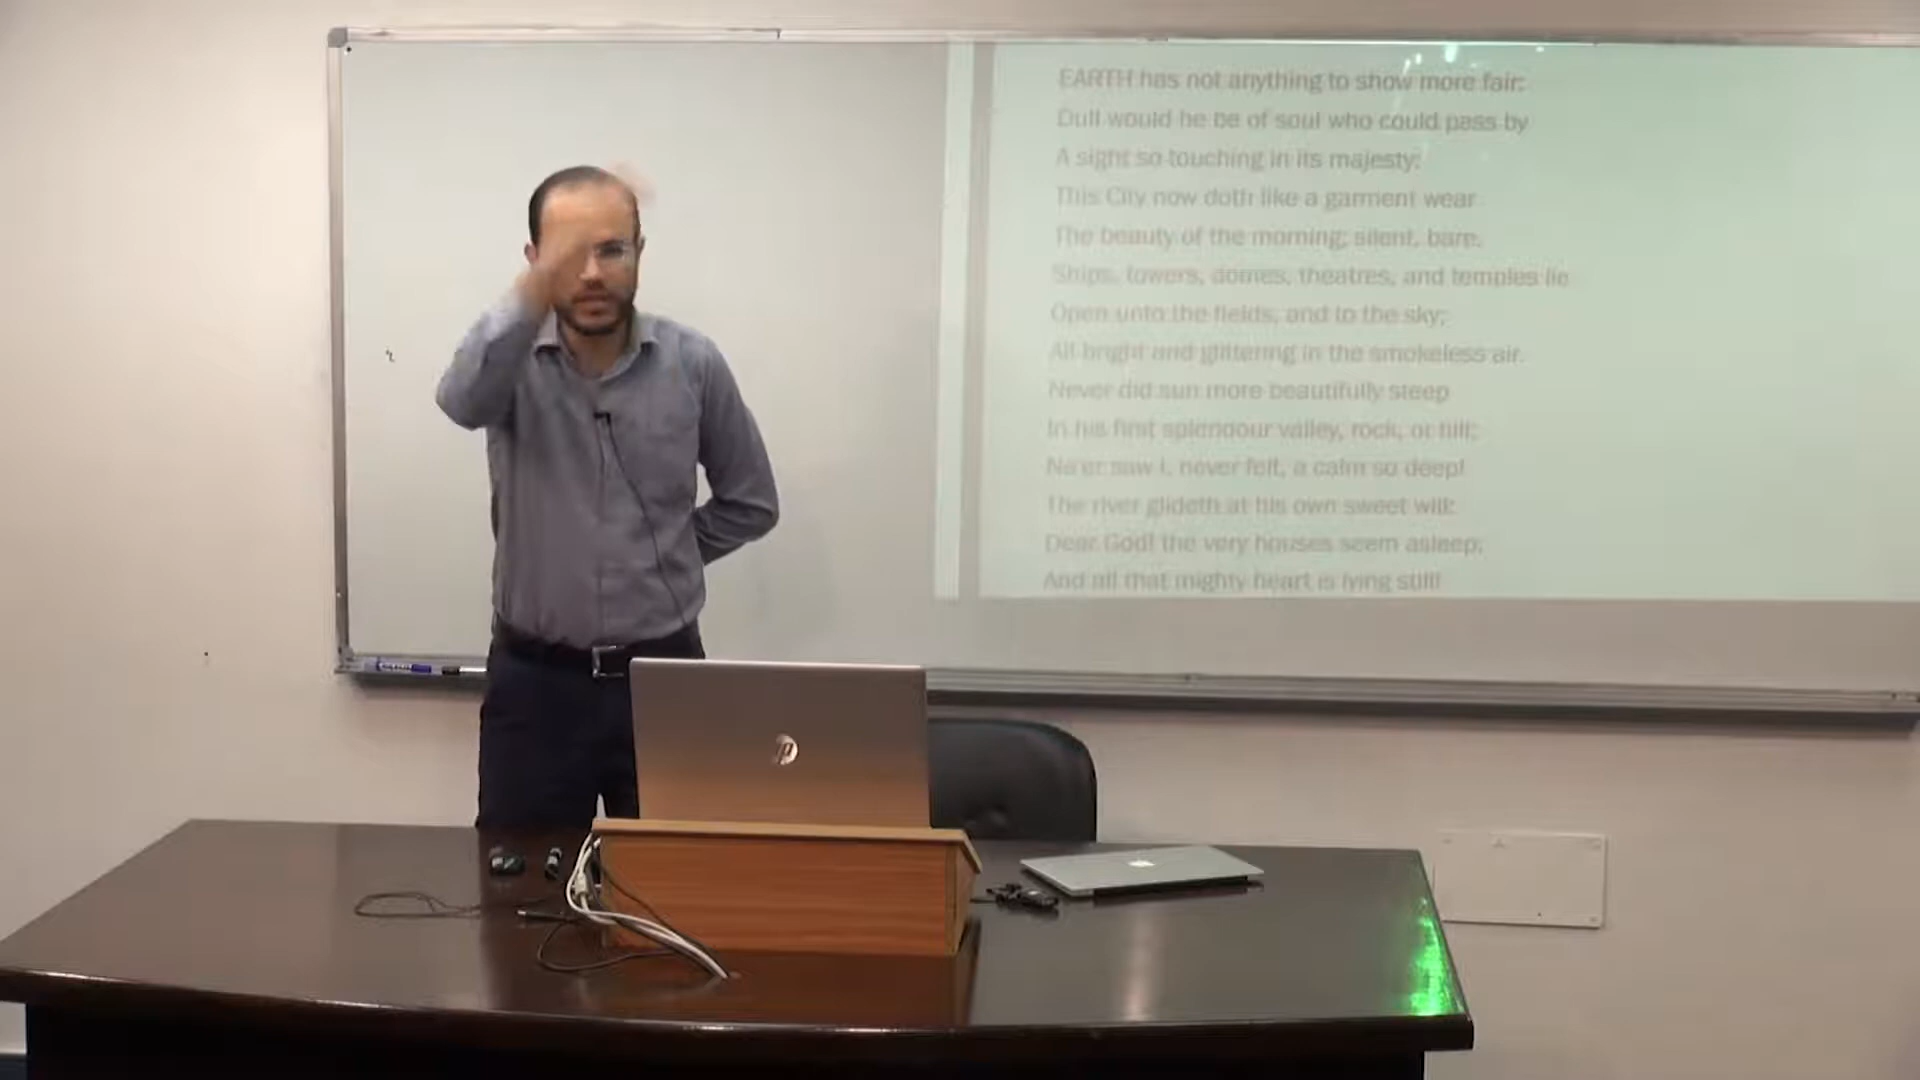 EARTH has not anything to show more fair:
Dull would he be of soul who could pass by
A sight so touching in its majesty:
This City now doth like a garment wear
The beauty of the morning; silent, bare,
Ships, towers, domes, theatres, and temples lie
Open unto the fields, and to the sky;
All bright and glittering in the smokeless air.
Never did sun more beautifully steep
In his first splendour valley, rock, or hill;
Ne'er saw I, never felt, a calm so deep!
The river glideth at his own sweet will:
Dear God! the very houses seem asleep;
And all that mighty heart is lying still!
hp